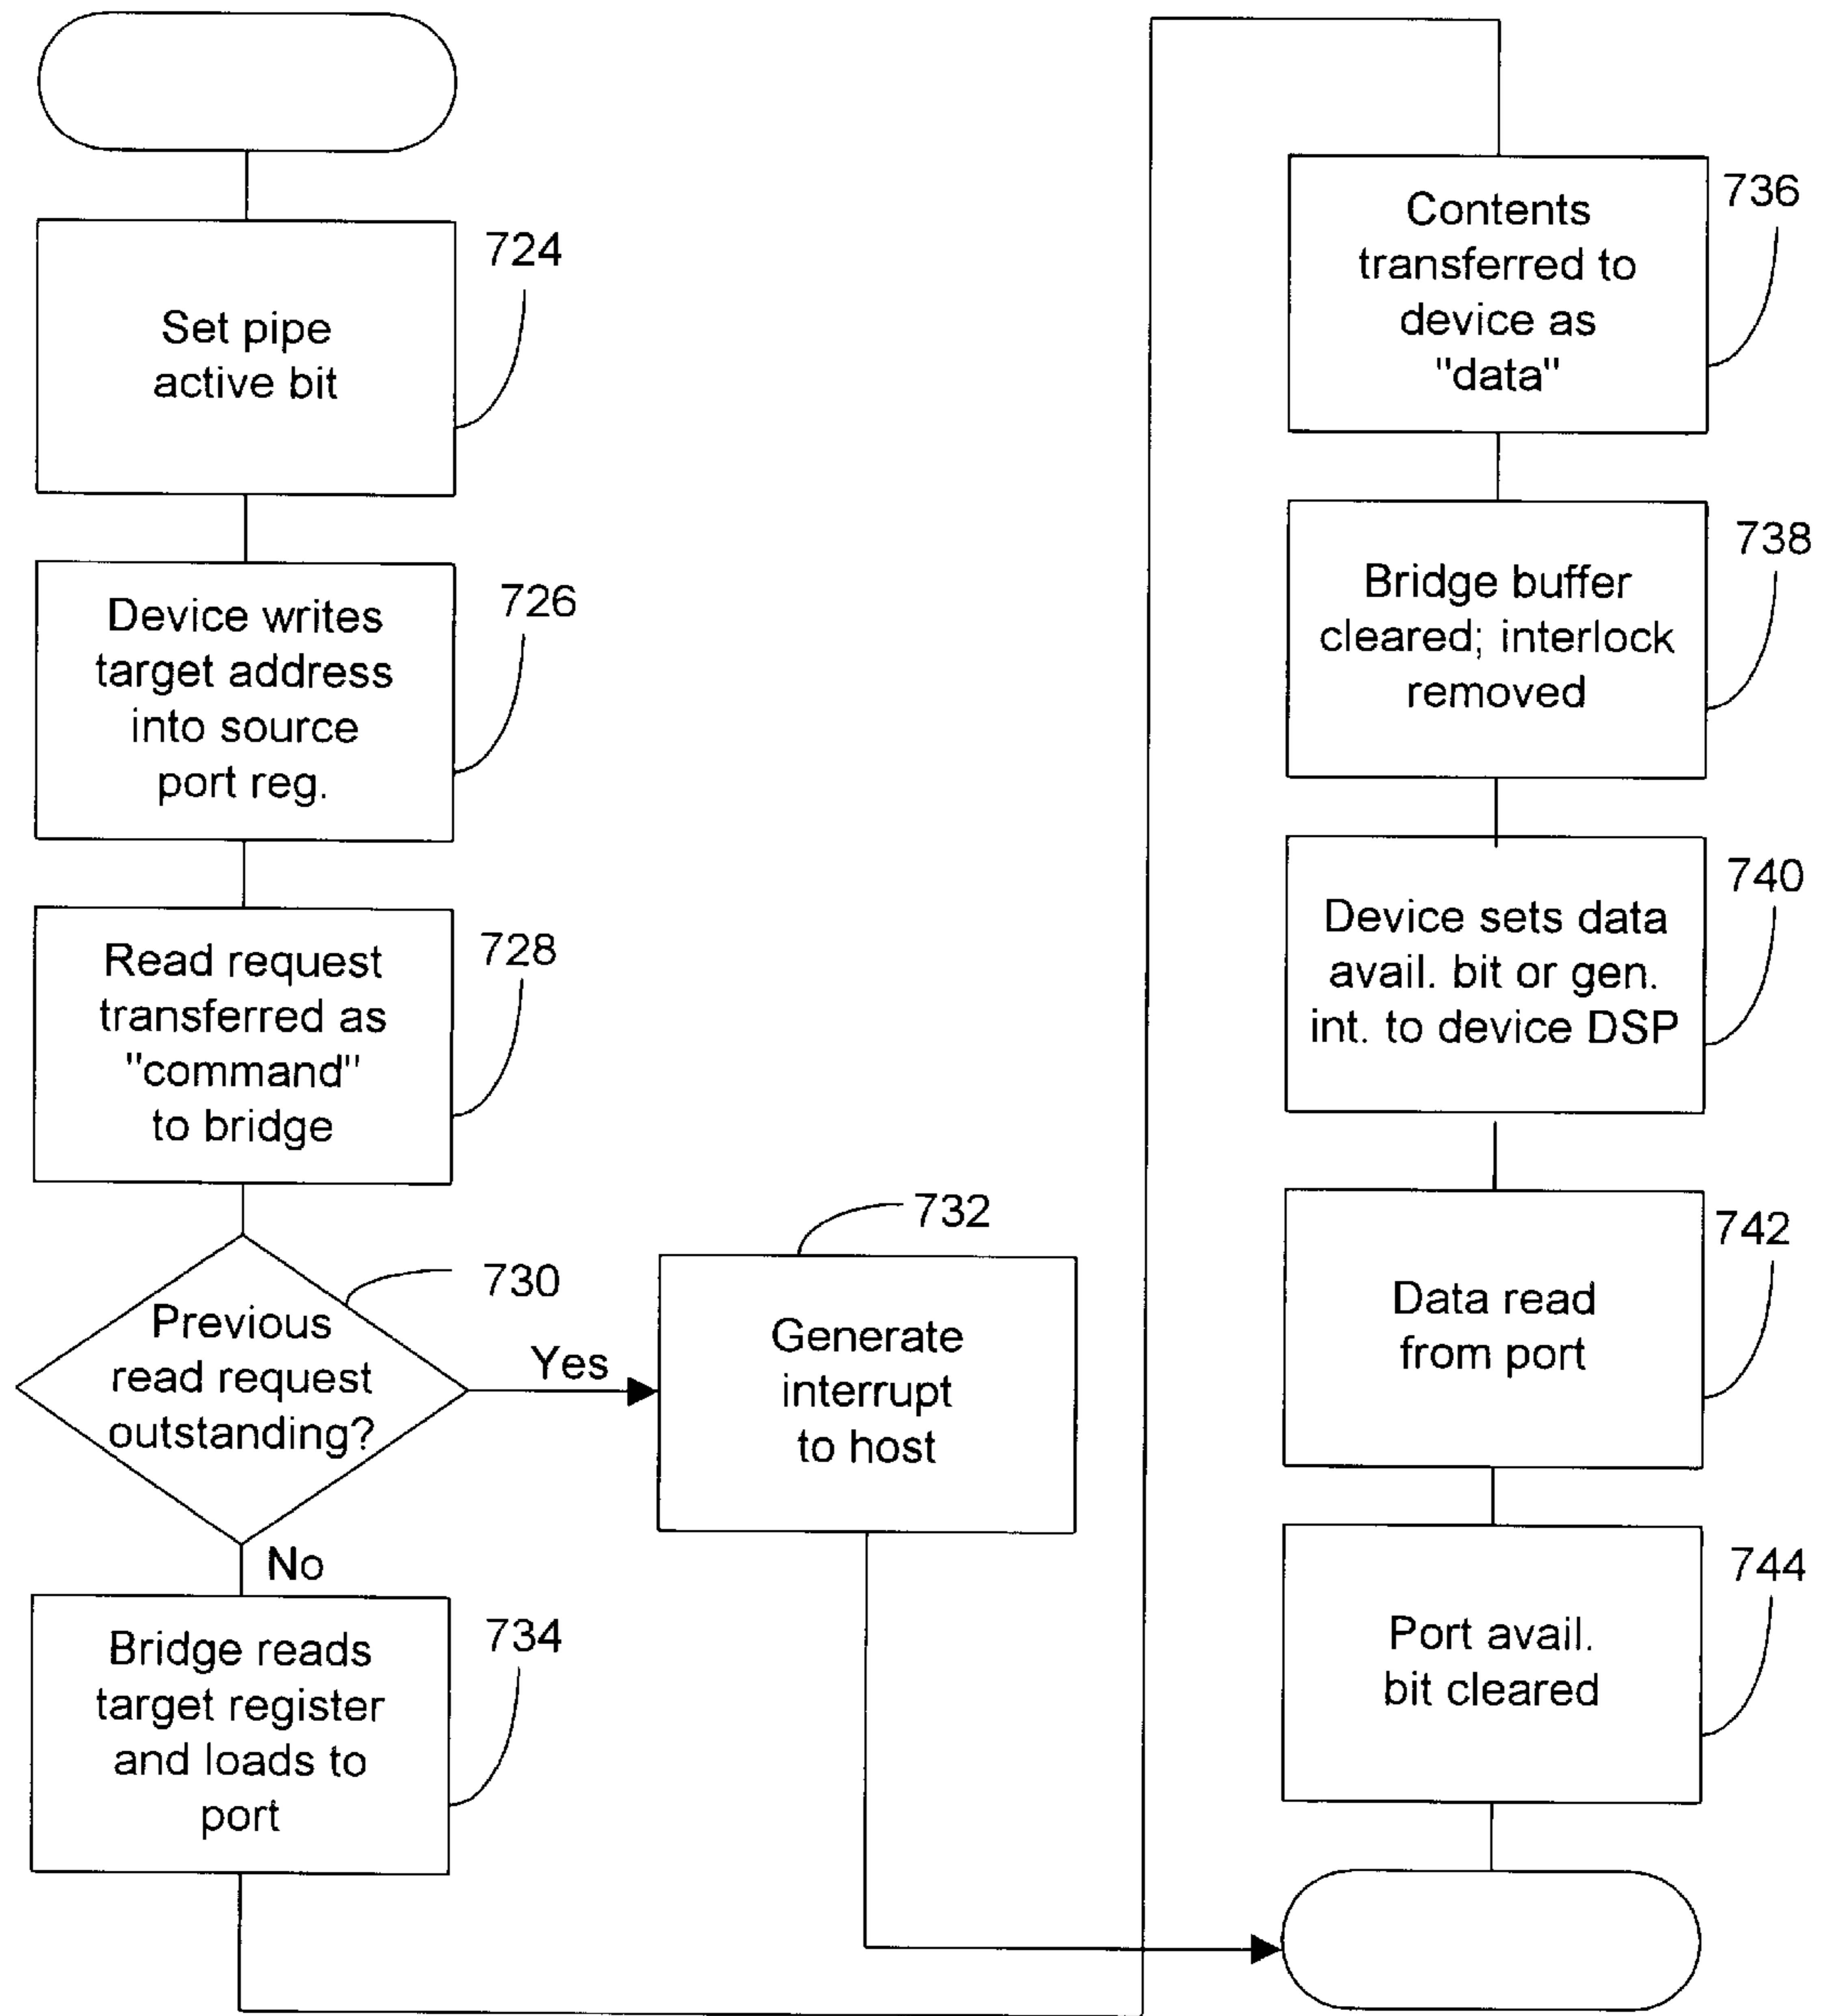 724
Set pipe
active bit
726
Device writes
target address
into source
port reg.
728
Read request
transferred as
"command"
to bridge
730
Previous
read request
outstanding?
Yes
732
Generate
interrupt
to host
No
734
Bridge reads
target register
and loads to
port
736
Contents
transferred to
device as
"data"
738
Bridge buffer
cleared; interlock
removed
740
Device sets data
avail. bit or gen.
int. to device DSP
742
Data read
from port
744
Port avail.
bit cleared